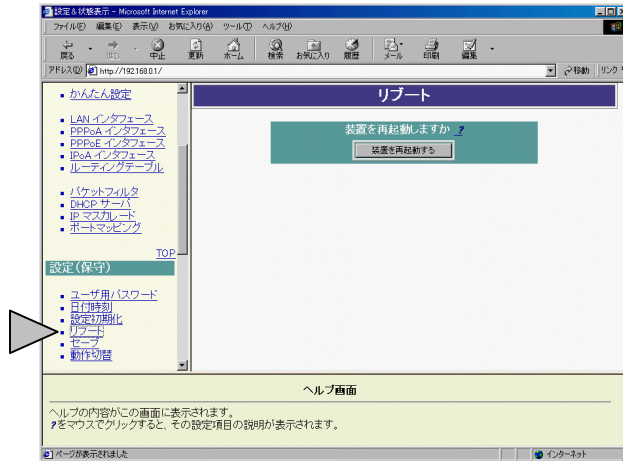 設定&状態表示 - Microsoft Internet Explorer
ファイル(F) 編集(E) 表示(V) お気に入り(A) ツール(T) ヘルプ(H)
戻る 進む 中止 更新 ホーム 検索 お気に入り 履歴 メール 印刷 編集
アドレス(D) http://192.168.0.1/ 移動 リンク
かんたん設定
LAN インタフェース
PPPoA インタフェース
PPPoE インタフェース
IPoA インタフェース
ルーティングテーブル
パケットフィルタ
DHCP サーバ
IP マスカレード
ポートマッピング
TOP
設定(保守)
ユーザ用パスワード
日付時刻
設定初期化
リブート
セーブ
動作切替
リブート
装置を再起動しますか ?
装置を再起動する
ヘルプ画面
ヘルプの内容がこの画面に表示されます。
?をマウスでクリックすると、その設定項目の説明が表示されます。
ページが表示されました
インターネット